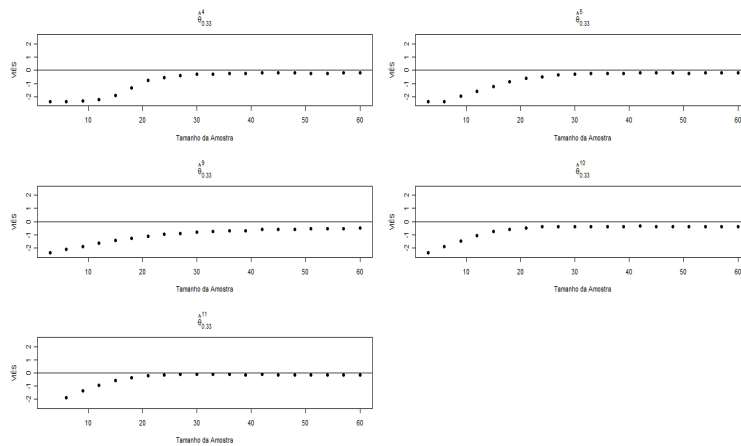 θ̂⁴₀.₃₃
VIÉS
-2 -1 0 1 2
10 20 30 40 50 60
Tamanho da Amostra
θ̂⁵₀.₃₃
VIÉS
-2 -1 0 1 2
10 20 30 40 50 60
Tamanho da Amostra
θ̂⁹₀.₃₃
VIÉS
-2 -1 0 1 2
10 20 30 40 50 60
Tamanho da Amostra
θ̂¹⁰₀.₃₃
VIÉS
-2 -1 0 1 2
10 20 30 40 50 60
Tamanho da Amostra
θ̂¹¹₀.₃₃
VIÉS
-2 -1 0 1 2
10 20 30 40 50 60
Tamanho da Amostra